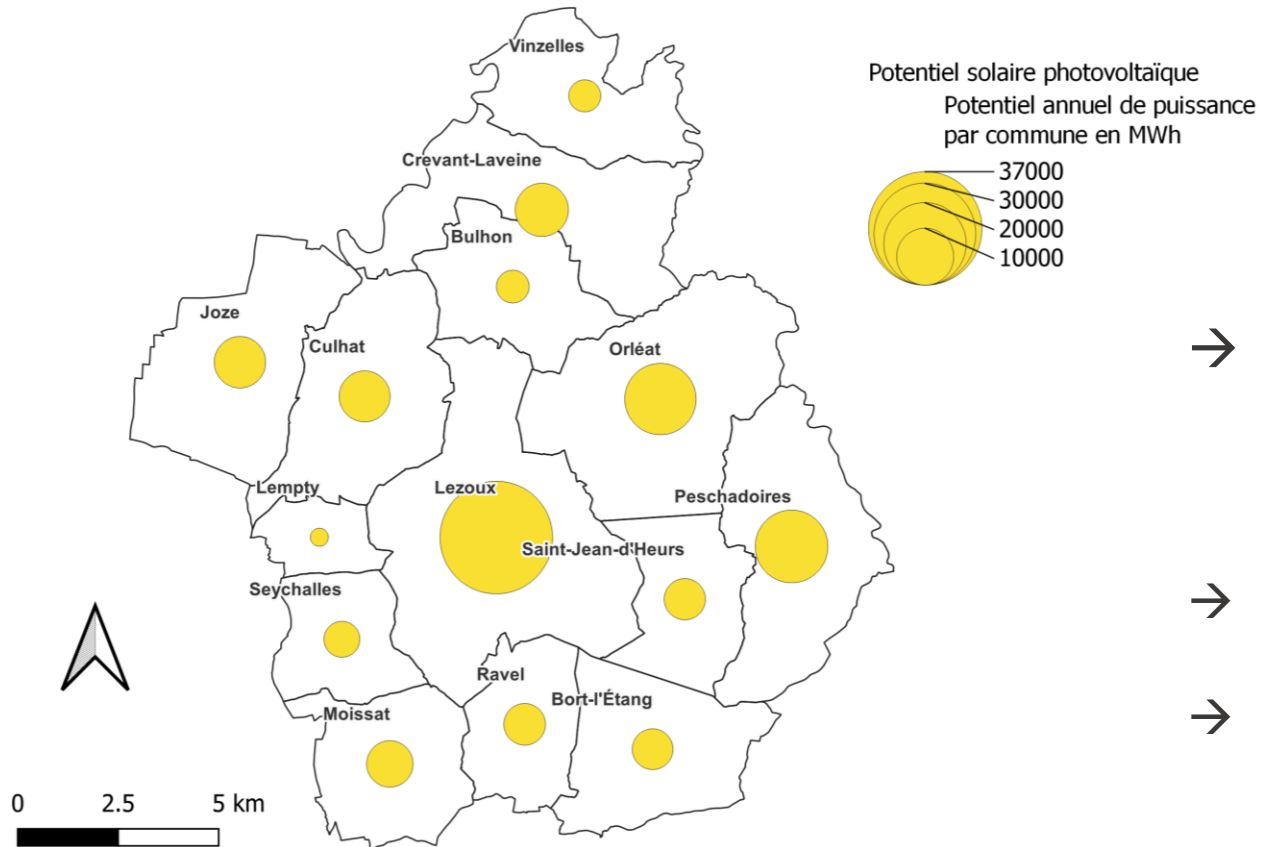 Vinzelles
Potentiel solaire photovoltaïque
Potentiel annuel de puissance
par commune en MWh
37000
30000
20000
10000
Crevant-Laveine
Bulhon
Joze
Culhat
Orléat
Lempty
Lezoux
Peschadoires
Saint-Jean-d'Heurs
Seychalles
Ravel
Bort-l'Étang
Moissat
0 2.5 5 km